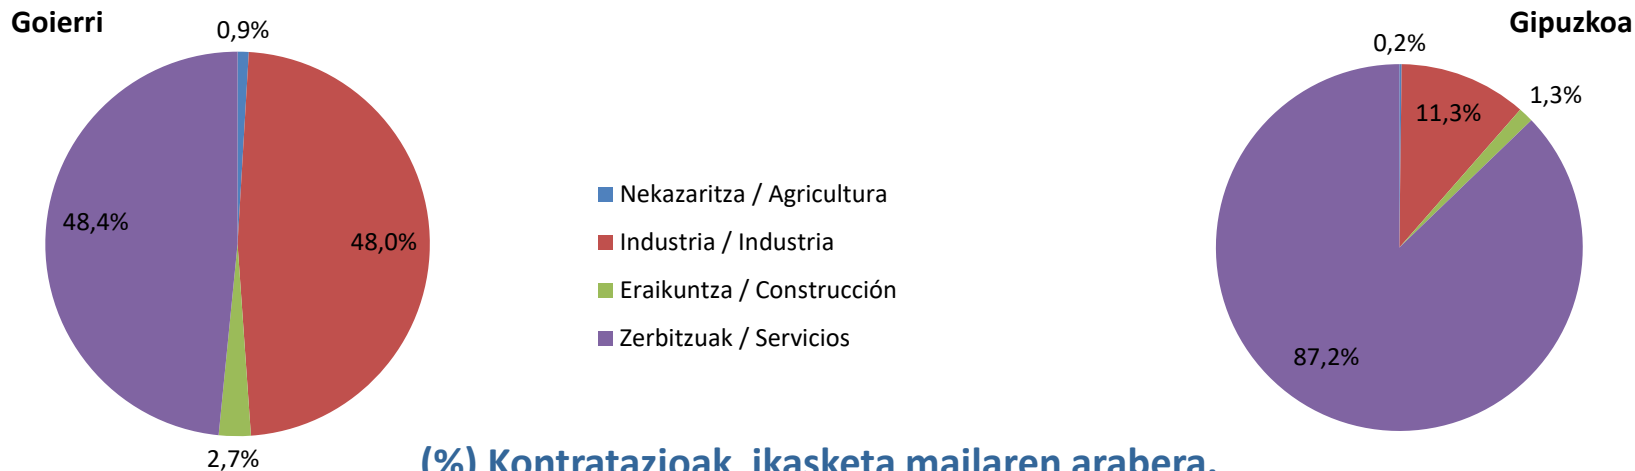 Goierri
0,9%
48,4%
48,0%
2,7%
Nekazaritza / Agricultura
Industria / Industria
Eraikuntza / Construcción
Zerbitzuak / Servicios
Gipuzkoa
0,2%
11,3%
1,3%
87,2%
(%) Kontratazioak ikasketa mailaren arabera.